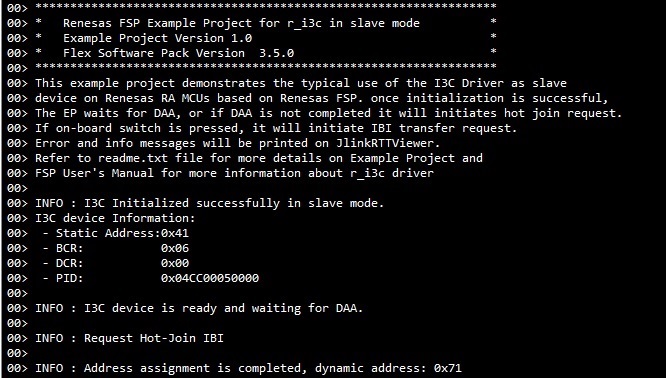 00> ******************************************************************
00> *   Renesas FSP Example Project for r_i3c in slave mode          *
00> *   Example Project Version 1.0                                  *
00> *   Flex Software Pack Version  3.5.0                            *
00> ******************************************************************
00> This example project demonstrates the typical use of the I3C Driver as slave
00> device on Renesas RA MCUs based on Renesas FSP. once initialization is successful,
00> The EP waits for DAA, or if DAA is not completed it will initiates hot join request.
00> If on-board switch is pressed, it will initiate IBI transfer request.
00> Error and info messages will be printed on JlinkRTTViewer.
00> Refer to readme.txt file for more details on Example Project and
00> FSP User's Manual for more information about r_i3c driver
00>
00> INFO : I3C Initialized successfully in slave mode.
00> I3C device Information:
00>  - Static Address:0x41
00>  - BCR:           0x06
00>  - DCR:           0x00
00>  - PID:           0x04CC00050000
00>
00> INFO : I3C device is ready and waiting for DAA.
00>
00> INFO : Request Hot-Join IBI
00>
00> INFO : Address assignment is completed, dynamic address: 0x71